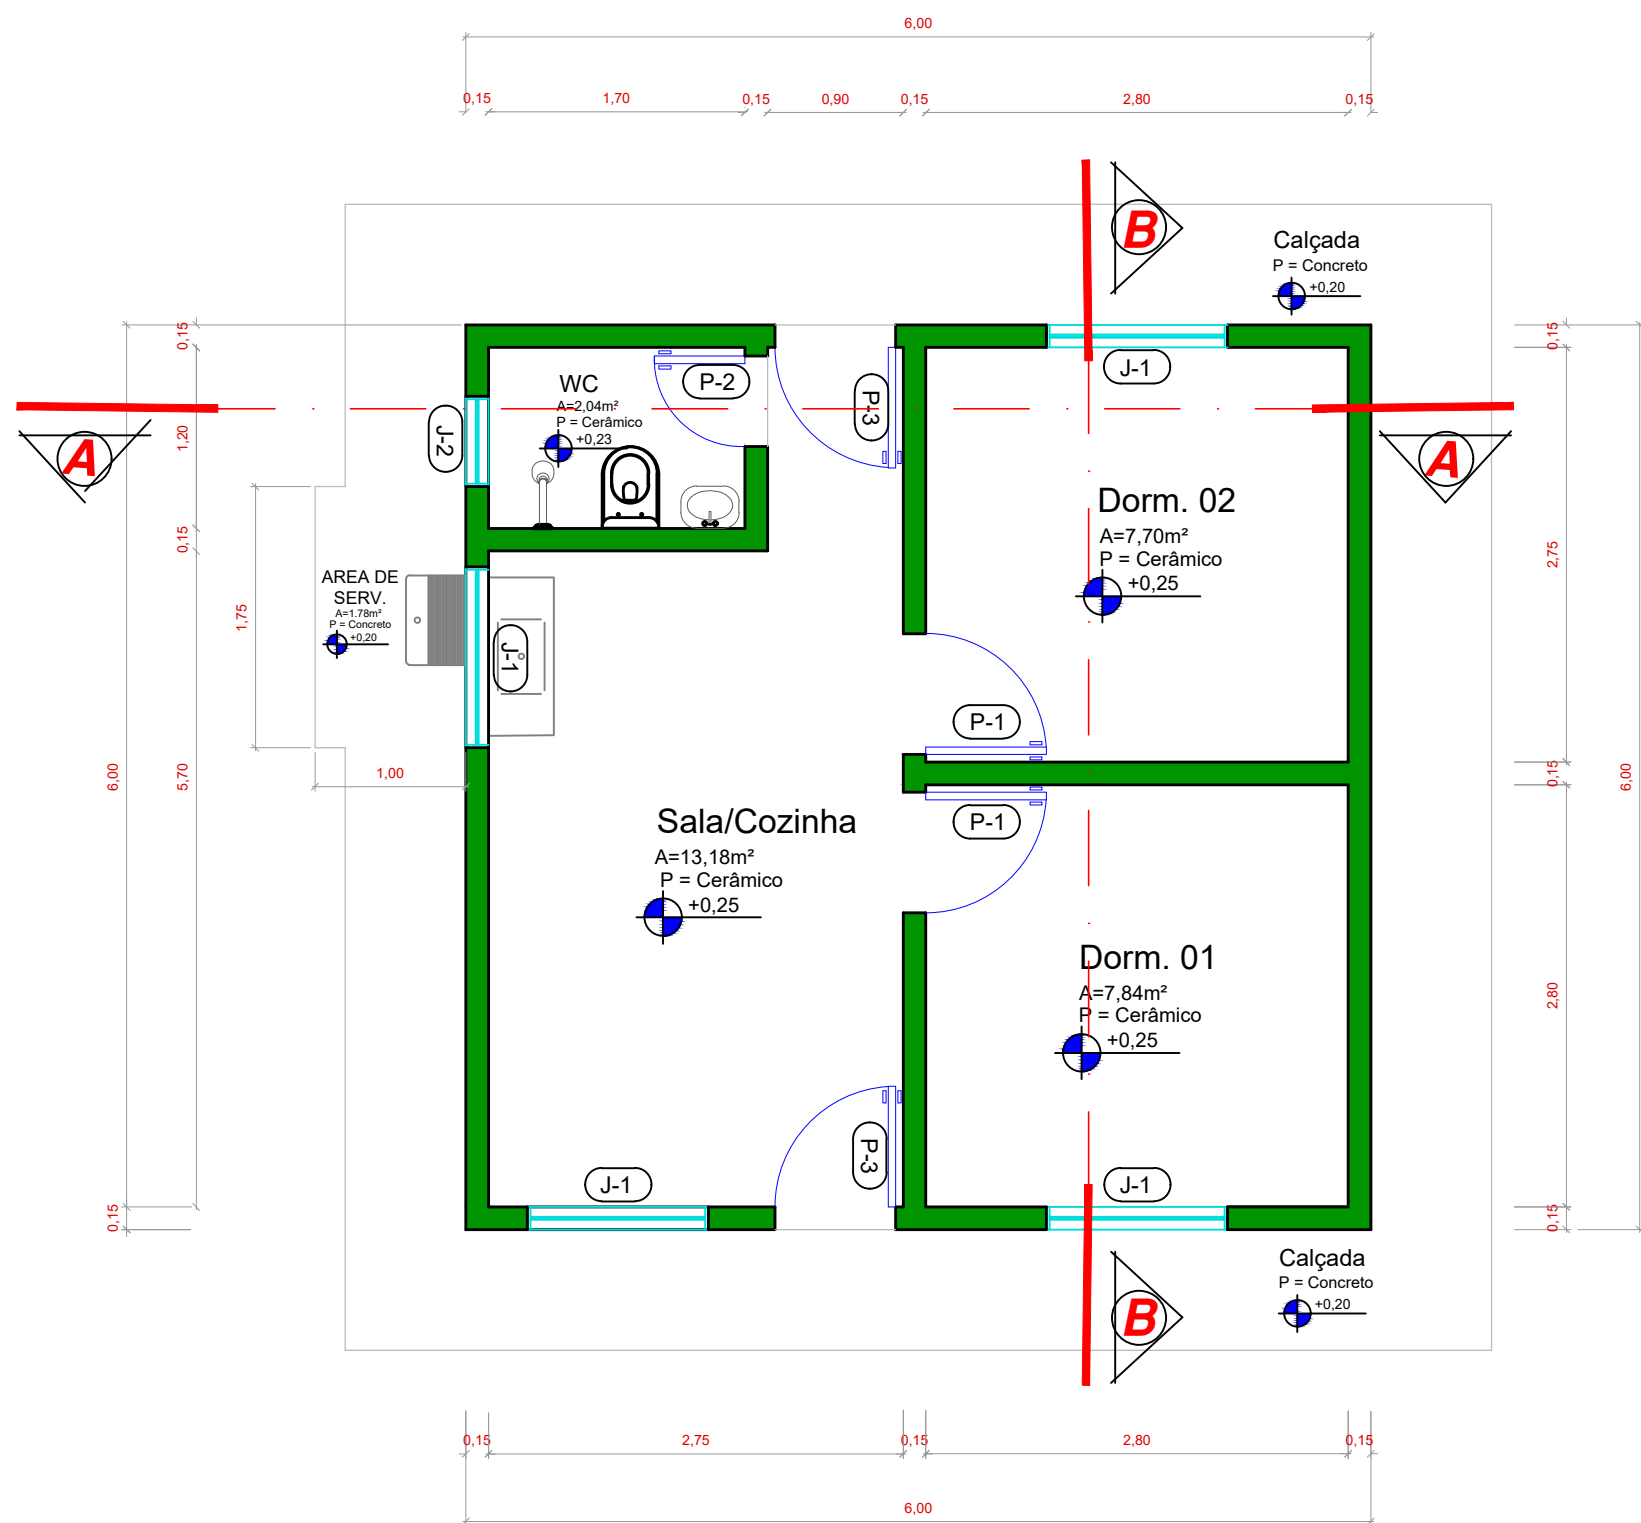 6,00
0,15
1,70
0,15
0,90
0,15
2,80
0,15
B
Calçada
P = Concreto
+0,20
0,15
0,15
J-1
WC
A=2,04m²
P = Cerâmico
+0,23
P-2
P-3
J-2
A
A
1,20
0,15
Dorm. 02
A=7,70m²
P = Cerâmico
+0,25
2,75
AREA DE
SERV.
A=1.78m²
P = Concreto
+0,20
1,75
J-1
P-1
1,00
6,00
5,70
0,15
6,00
P-1
Sala/Cozinha
A=13,18m²
P = Cerâmico
+0,25
Dorm. 01
A=7,84m²
P = Cerâmico
+0,25
2,80
P-3
J-1
J-1
0,15
0,15
Calçada
P = Concreto
+0,20
B
0,15
2,75
0,15
2,80
0,15
6,00